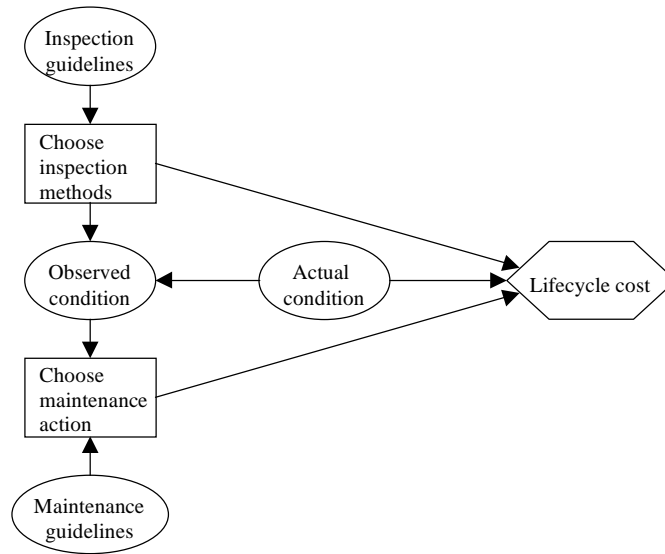 Inspection
guidelines
Choose
inspection
methods
Observed
condition
Actual
condition
Lifecycle cost
Choose
maintenance
action
Maintenance
guidelines